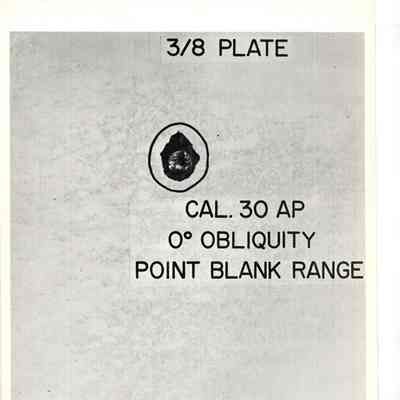 3/8 PLATE
CAL. 30 AP
0° OBLIQUITY
POINT BLANK RANGE